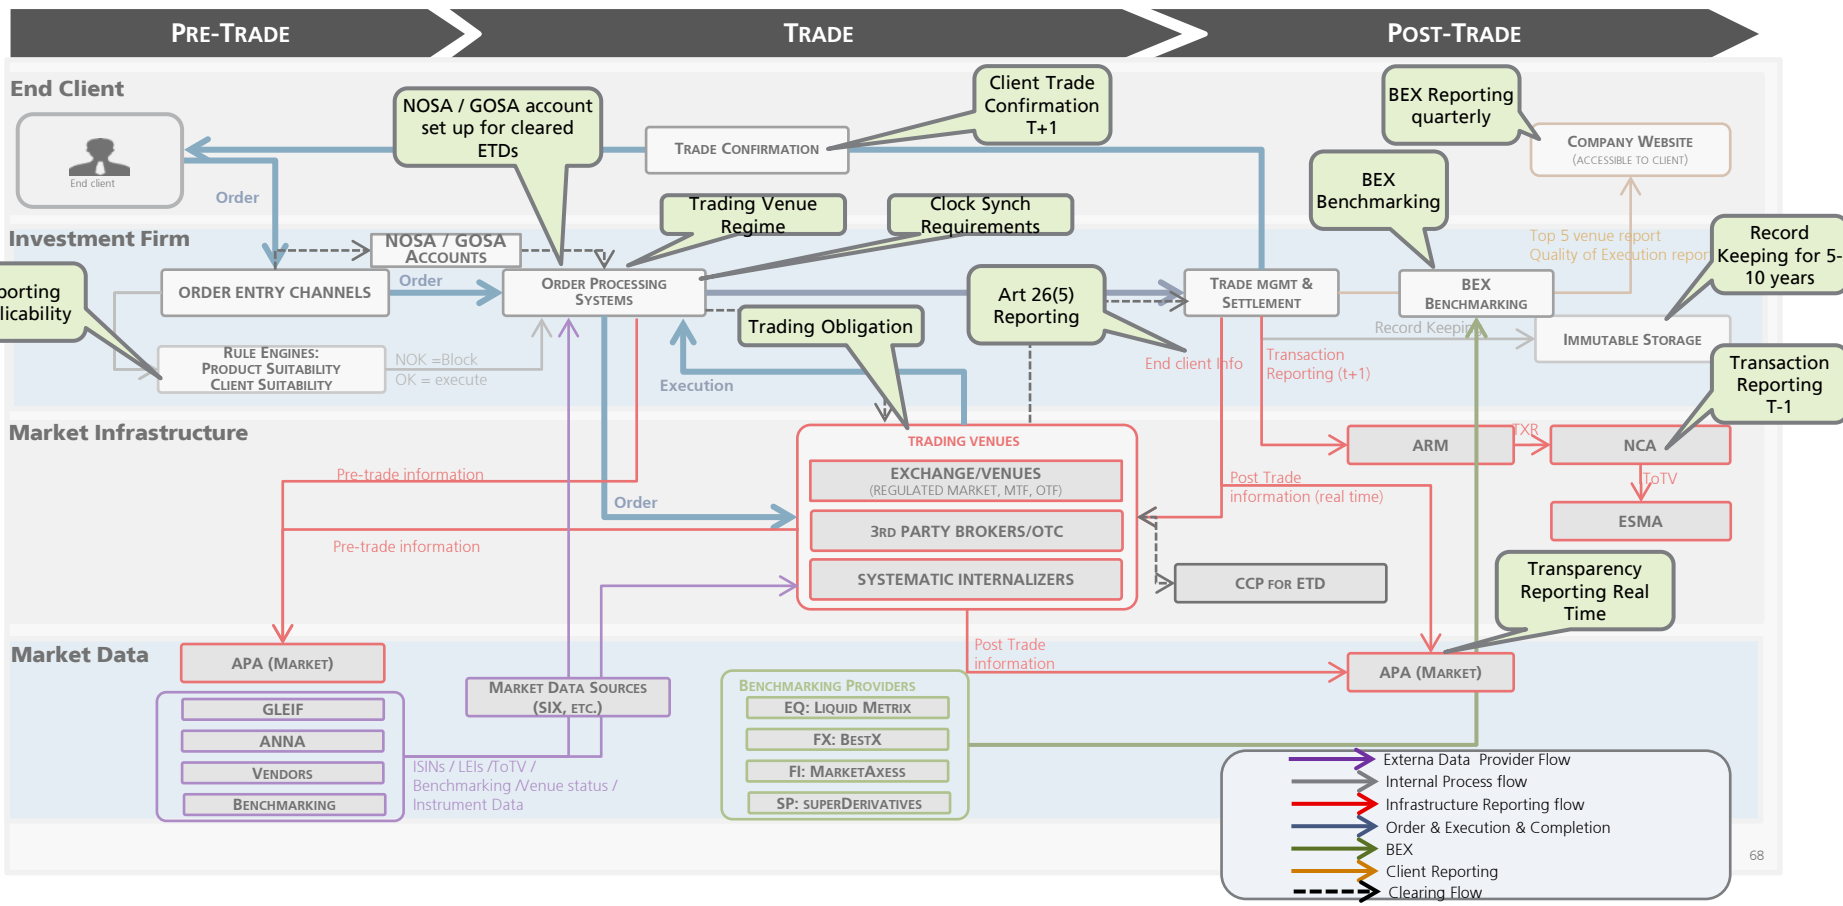 PRE-TRADE
TRADE
POST-TRADE
End Client
NOSA / GOSA account
set up for cleared
ETDs
Client Trade
Confirmation
T+1
BEX Reporting
quarterly
TRADE CONFIRMATION
COMPANY WEBSITE
(ACCESSIBLE TO CLIENT)
End client
Order
BEX
Benchmarking
Trading Venue
Regime
Clock Synch
Requirements
Investment Firm
NOSA / GOSA
ACCOUNTS
Top 5 venue report
Quality of Execution repor
Record
Keeping for 5-
10 years
ORDER ENTRY CHANNELS
Order
ORDER PROCESSING
SYSTEMS
Art 26(5)
Reporting
TRADE MGMT &
SETTLEMENT
BEX
BENCHMARKING
porting
licability
Trading Obligation
Record Keeping
IMMUTABLE STORAGE
RULE ENGINES:
PRODUCT SUITABILITY
CLIENT SUITABILITY
NOK =Block
OK = execute
Execution
End client Info
Transaction
Reporting (t+1)
Transaction
Reporting
T-1
Market Infrastructure
TRADING VENUES
EXCHANGE/VENUES
(REGULATED MARKET, MTF, OTF)
3RD PARTY BROKERS/OTC
SYSTEMATIC INTERNALIZERS
ARM
TXR
NCA
ToTV
ESMA
Pre-trade information
Order
Pre-trade information
Post Trade
information (real time)
CCP FOR ETD
Transparency
Reporting Real
Time
Market Data
APA (MARKET)
GLEIF
ANNA
VENDORS
BENCHMARKING
MARKET DATA SOURCES
(SIX, ETC.)
ISINs / LEIs /ToTV /
Benchmarking /Venue status /
Instrument Data
Post Trade
information
APA (MARKET)
BENCHMARKING PROVIDERS
EQ: LIQUID METRIX
FX: BESTX
FI: MARKETAXESS
SP: SUPERDERIVATIVES
Externa Data Provider Flow
Internal Process flow
Infrastructure Reporting flow
Order & Execution & Completion
BEX
Client Reporting
Clearing Flow
68